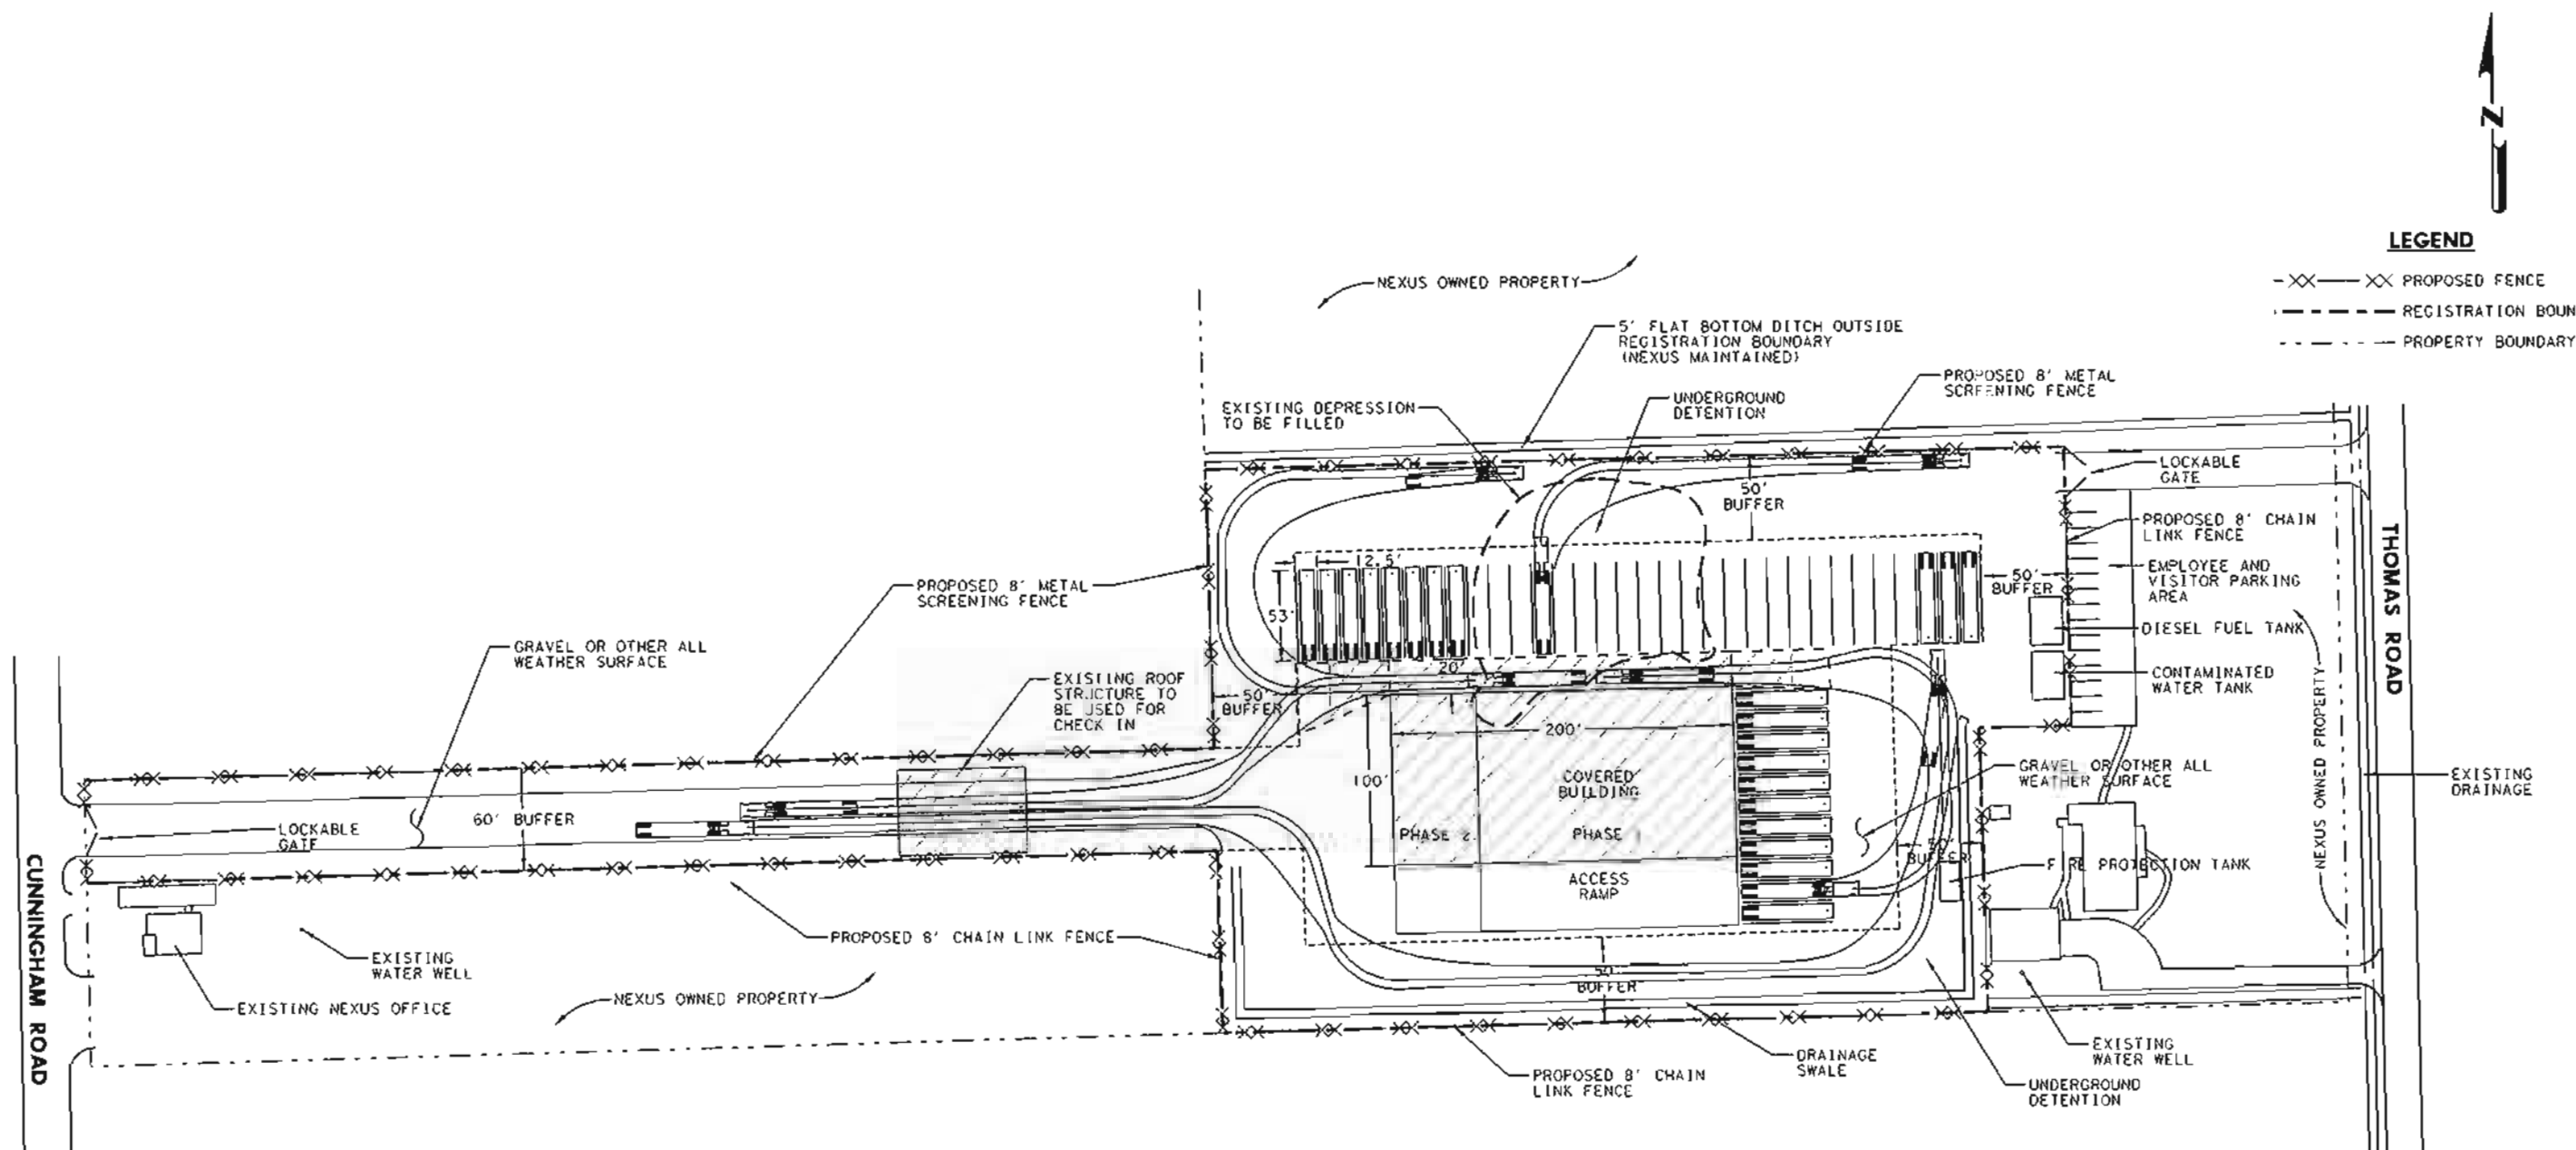 N
LEGEND
PROPOSED FENCE
REGISTRATION BOUN
PROPERTY BOUNDARY
NEXUS OWNED PROPERTY
5' FLAT BOTTOM DITCH OUTSIDE
REGISTRATION BOUNDARY
(NEXUS MAINTAINED)
PROPOSED 8' METAL
SCREENING FENCE
UNDERGROUND
DETENTION
EXISTING DEPRESSION
TO BE FILLED
LOCKABLE
GATE
50'
BUFFER
PROPOSED 8' CHAIN
LINK FENCE
EMPLOYEE AND
VISITOR PARKING
AREA
12.5'
53'
50'
BUFFER
DIESEL FUEL TANK
CONTAMINATED
WATER TANK
THOMAS ROAD
NEXUS OWNED PROPERTY
PROPOSED 8' METAL
SCREENING FENCE
GRAVEL OR OTHER ALL
WEATHER SURFACE
EXISTING ROOF
STRUCTURE TO
BE USED FOR
CHECK IN
20'
50'
BUFFER
200'
100'
COVERED
BUILDING
PHASE 2
PHASE 1
ACCESS
RAMP
GRAVEL OR OTHER ALL
WEATHER SURFACE
EXISTING
DRAINAGE
60' BUFFER
LOCKABLE
GATE
50'
BUFFER
FIRE PROTECTION TANK
CUNNINGHAM ROAD
PROPOSED 8' CHAIN LINK FENCE
EXISTING
WATER WELL
EXISTING NEXUS OFFICE
NEXUS OWNED PROPERTY
50'
BUFFER
DRAINAGE
SWALE
EXISTING
WATER WELL
PROPOSED 8' CHAIN
LINK FENCE
UNDERGROUND
DETENTION